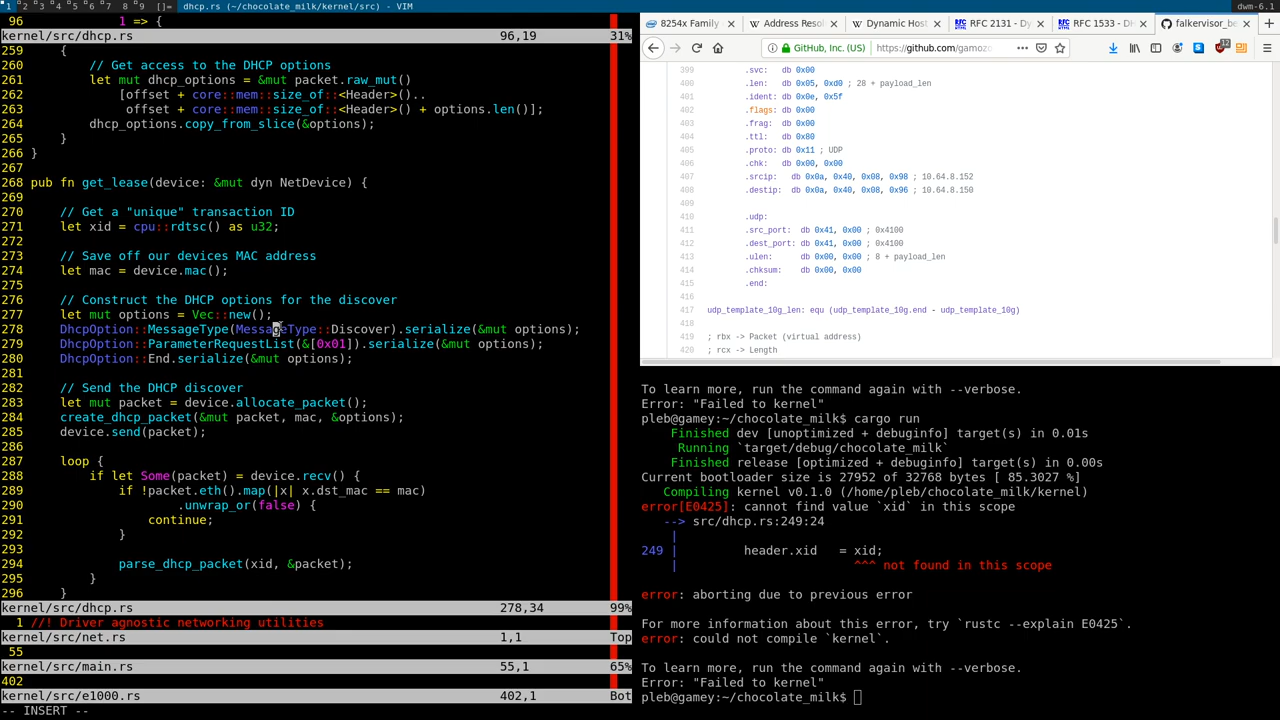 1 2 3 4 5 6 7 8 9 []= dhcp.rs (~/chocolate_milk/kernel/src) - VIM
dwm-6.1
96 1 => {
kernel/src/dhcp.rs 96,19 31%
259 {
260 // Get access to the DHCP options
261 let mut dhcp_options = &mut packet.raw_mut()
262 [offset + core::mem::size_of::<Header>()..
263 offset + core::mem::size_of::<Header>() + options.len()];
264 dhcp_options.copy_from_slice(&options);
265 }
266 }
267
268 pub fn get_lease(device: &mut dyn NetDevice) {
269
270 // Get a "unique" transaction ID
271 let xid = cpu::rdtsc() as u32;
272
273 // Save off our devices MAC address
274 let mac = device.mac();
275
276 // Construct the DHCP options for the discover
277 let mut options = Vec::new();
278 DhcpOption::MessageType(MessageType::Discover).serialize(&mut options);
279 DhcpOption::ParameterRequestList(&[0x01]).serialize(&mut options);
280 DhcpOption::End.serialize(&mut options);
281
282 // Send the DHCP discover
283 let mut packet = device.allocate_packet();
284 create_dhcp_packet(&mut packet, mac, &options);
285 device.send(packet);
286
287 loop {
288 if let Some(packet) = device.recv() {
289 if !packet.eth().map(|x| x.dst_mac == mac)
290 .unwrap_or(false) {
291 continue;
292 }
293
294 parse_dhcp_packet(xid, &packet);
295 }
296 }
kernel/src/dhcp.rs 278,34 99%
1 //! Driver agnostic networking utilities
kernel/src/net.rs 1,1 Top
55
kernel/src/main.rs 55,1 65%
402
kernel/src/e1000.rs 402,1 Bot
-- INSERT --
8254x Family
Address Reso
Dynamic Host
RFC 2131 - Dy
RFC 1533 - DH
falkervisor_be
GitHub, Inc. (US)
https://github.com/gamozo
12
399 .svc: db 0x00
400 .len: db 0x05, 0xd0 ; 28 + payload_len
401 .ident: db 0x0e, 0x5f
402 .flags: db 0x00
403 .frag: db 0x00
404 .ttl: db 0x80
405 .proto: db 0x11 ; UDP
406 .chk: db 0x00, 0x00
407 .srcip: db 0x0a, 0x40, 0x08, 0x98 ; 10.64.8.152
408 .destip: db 0x0a, 0x40, 0x08, 0x96 ; 10.64.8.150
409
410 .udp:
411 .src_port: db 0x41, 0x00 ; 0x4100
412 .dest_port: db 0x41, 0x00 ; 0x4100
413 .ulen: db 0x00, 0x00 ; 8 + payload_len
414 .chksum: db 0x00, 0x00
415 .end:
416
417 udp_template_10g_len: equ (udp_template_10g.end - udp_template_10g)
418
419 ; rbx -> Packet (virtual address)
420 ; rcx -> Length
To learn more, run the command again with --verbose.
Error: "Failed to kernel"
pleb@gamey:~/chocolate_milk$ cargo run
Finished dev [unoptimized + debuginfo] target(s) in 0.01s
Running `target/debug/chocolate_milk`
Finished release [optimized + debuginfo] target(s) in 0.00s
Current bootloader size is 27952 of 32768 bytes [ 85.3027 %]
Compiling kernel v0.1.0 (/home/pleb/chocolate_milk/kernel)
error[E0425]: cannot find value `xid` in this scope
--> src/dhcp.rs:249:24
|
249 | header.xid = xid;
| ^^^ not found in this scope
error: aborting due to previous error
For more information about this error, try `rustc --explain E0425`.
error: could not compile `kernel`.
To learn more, run the command again with --verbose.
Error: "Failed to kernel"
pleb@gamey:~/chocolate_milk$